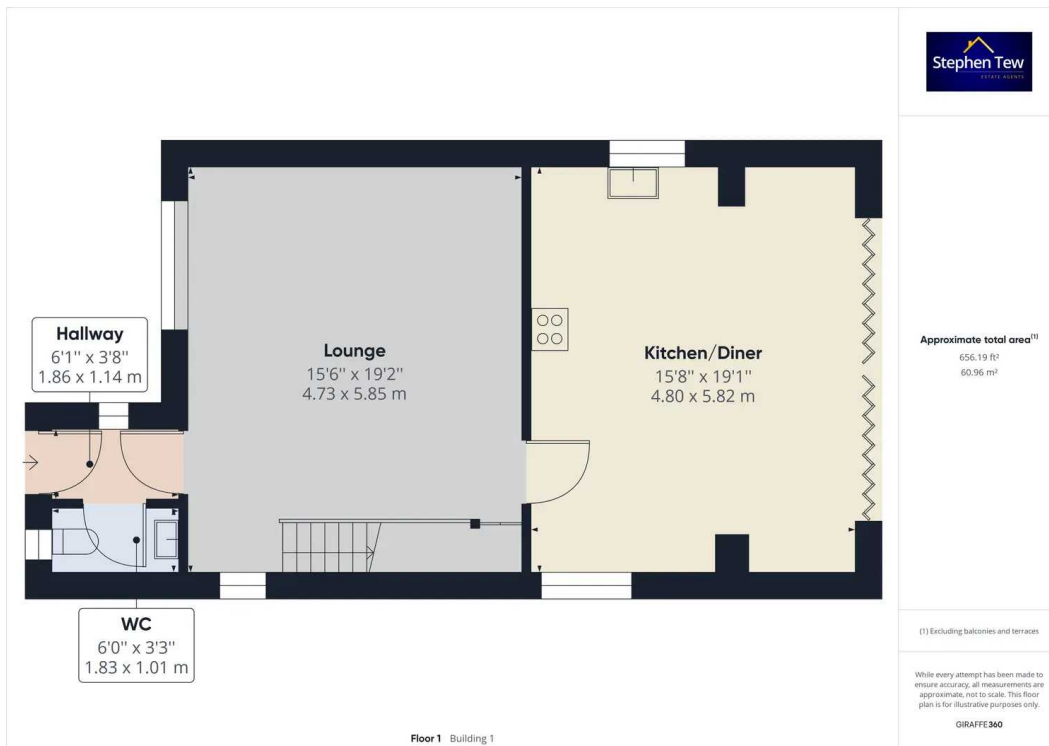 Stephen Tew
ESTATE AGENTS
Hallway
6'1'' x 3'8''
1.86 x 1.14 m
Lounge
15'6'' x 19'2''
4.73 x 5.85 m
Kitchen/Diner
15'8'' x 19'1''
4.80 x 5.82 m
WC
6'0'' x 3'3''
1.83 x 1.01 m
Approximate total area(1)
656.19 ft²
60.96 m²
(1) Excluding balconies and terraces
While every attempt has been made to
ensure accuracy, all measurements are
approximate, not to scale. This floor
plan is for illustrative purposes only.
GIRAFFE360
Floor 1 Building 1